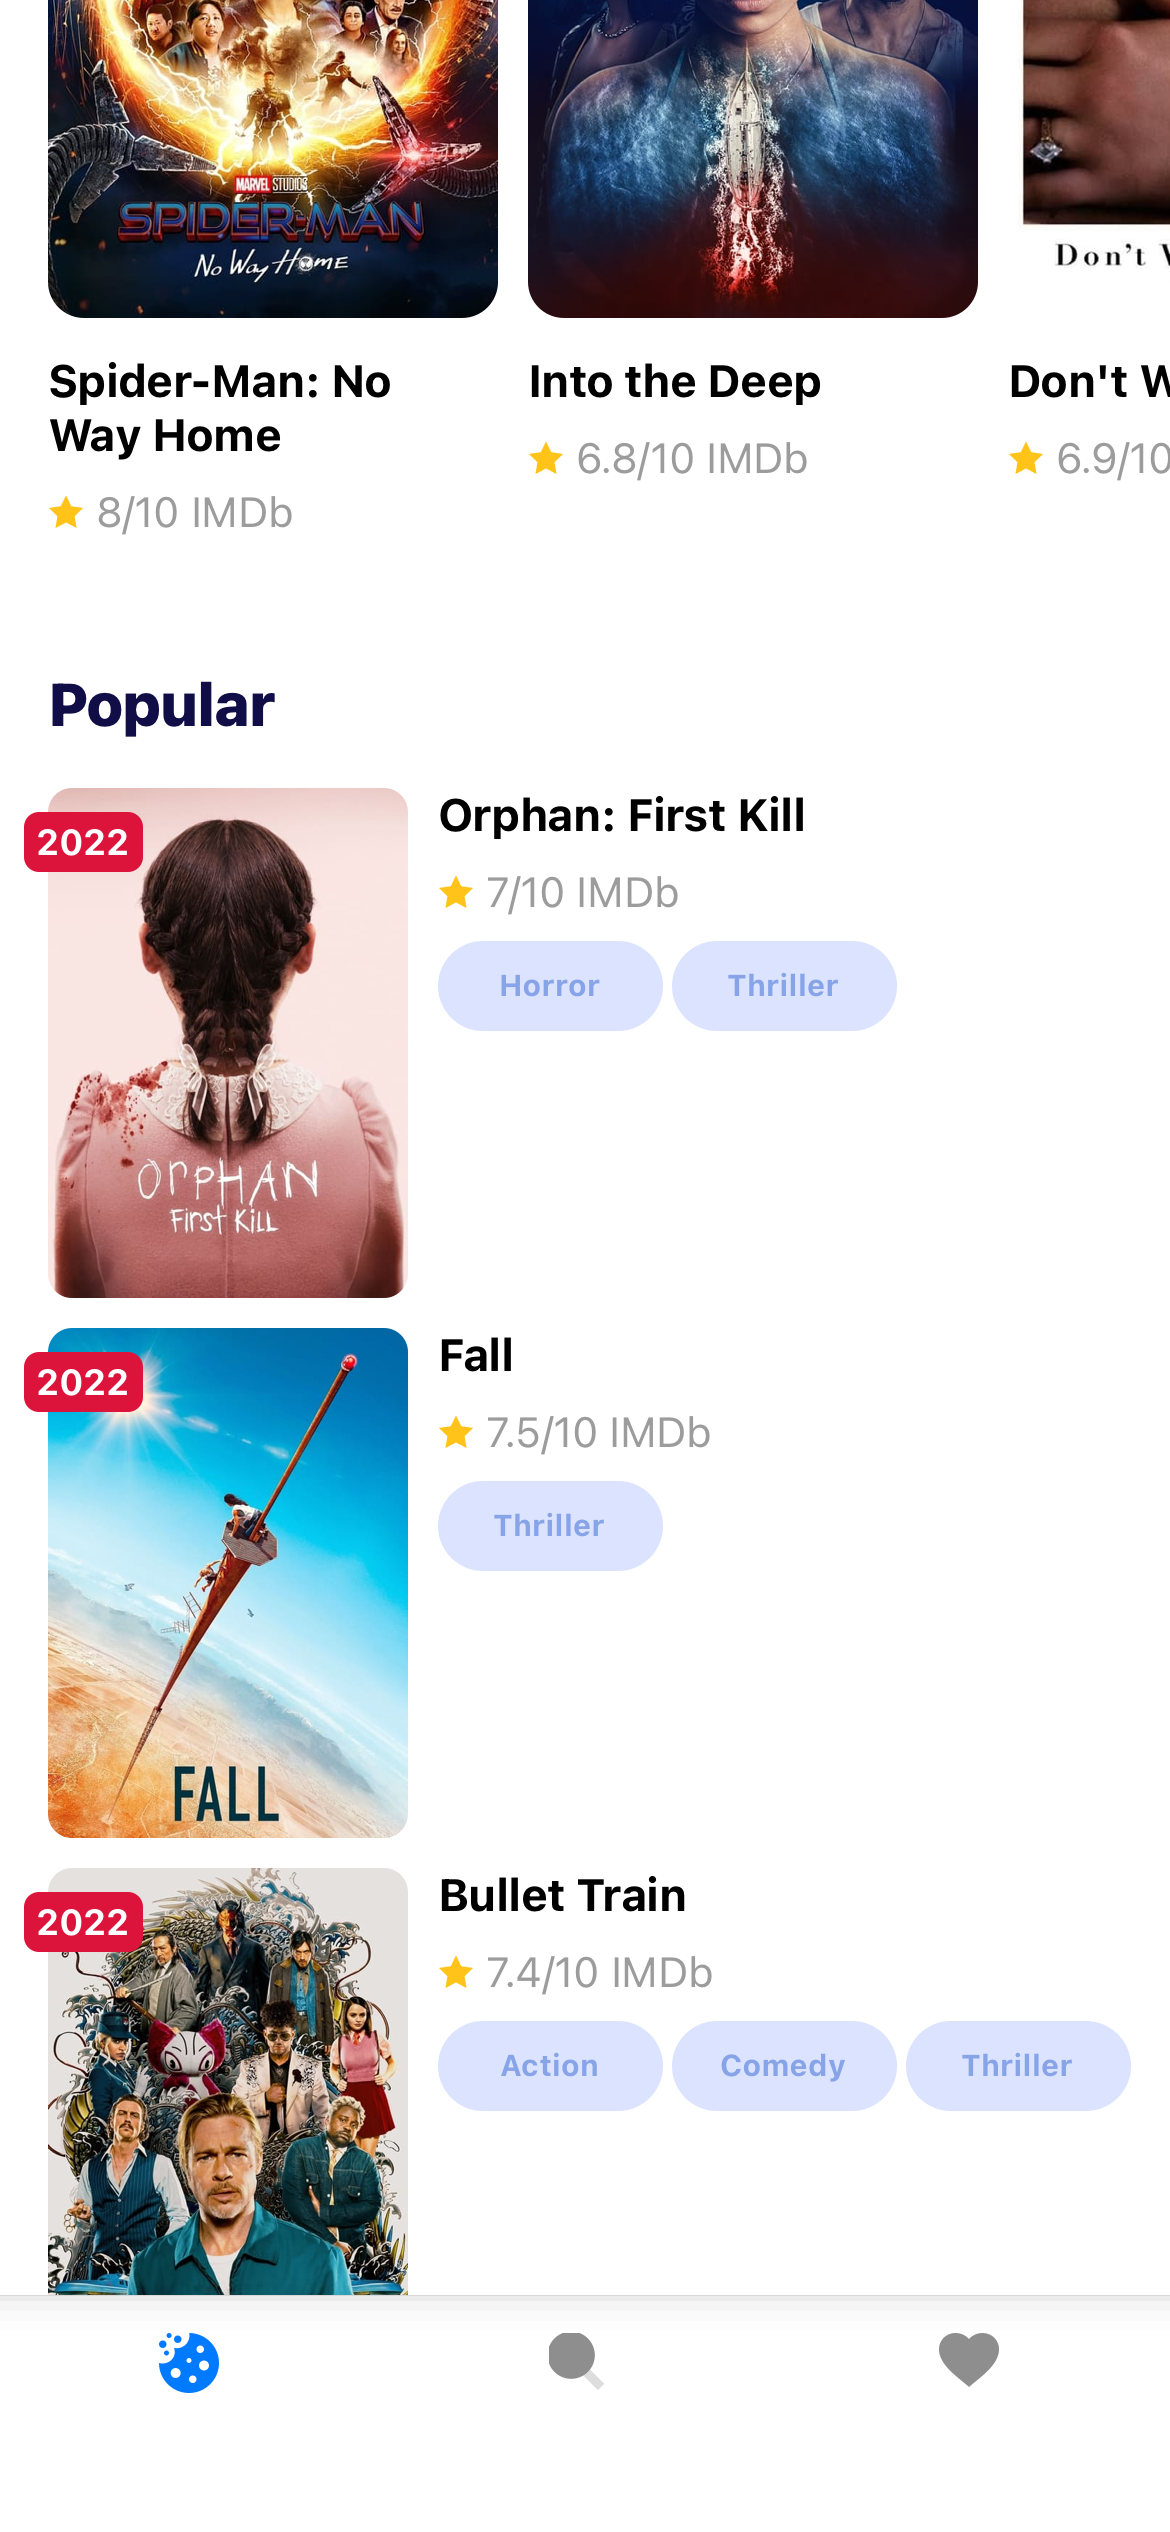 MARVEL STUDIOS
SPIDER-MAN
No Way Home
Don't
Spider-Man: No
Way Home
8/10 IMDb
Into the Deep
6.8/10 IMDb
Don't W
6.9/10
Popular
2022
ORPHAN
First Kill
Orphan: First Kill
7/10 IMDb
Horror
Thriller
2022
FALL
Fall
7.5/10 IMDb
Thriller
2022
Bullet Train
7.4/10 IMDb
Action
Comedy
Thriller